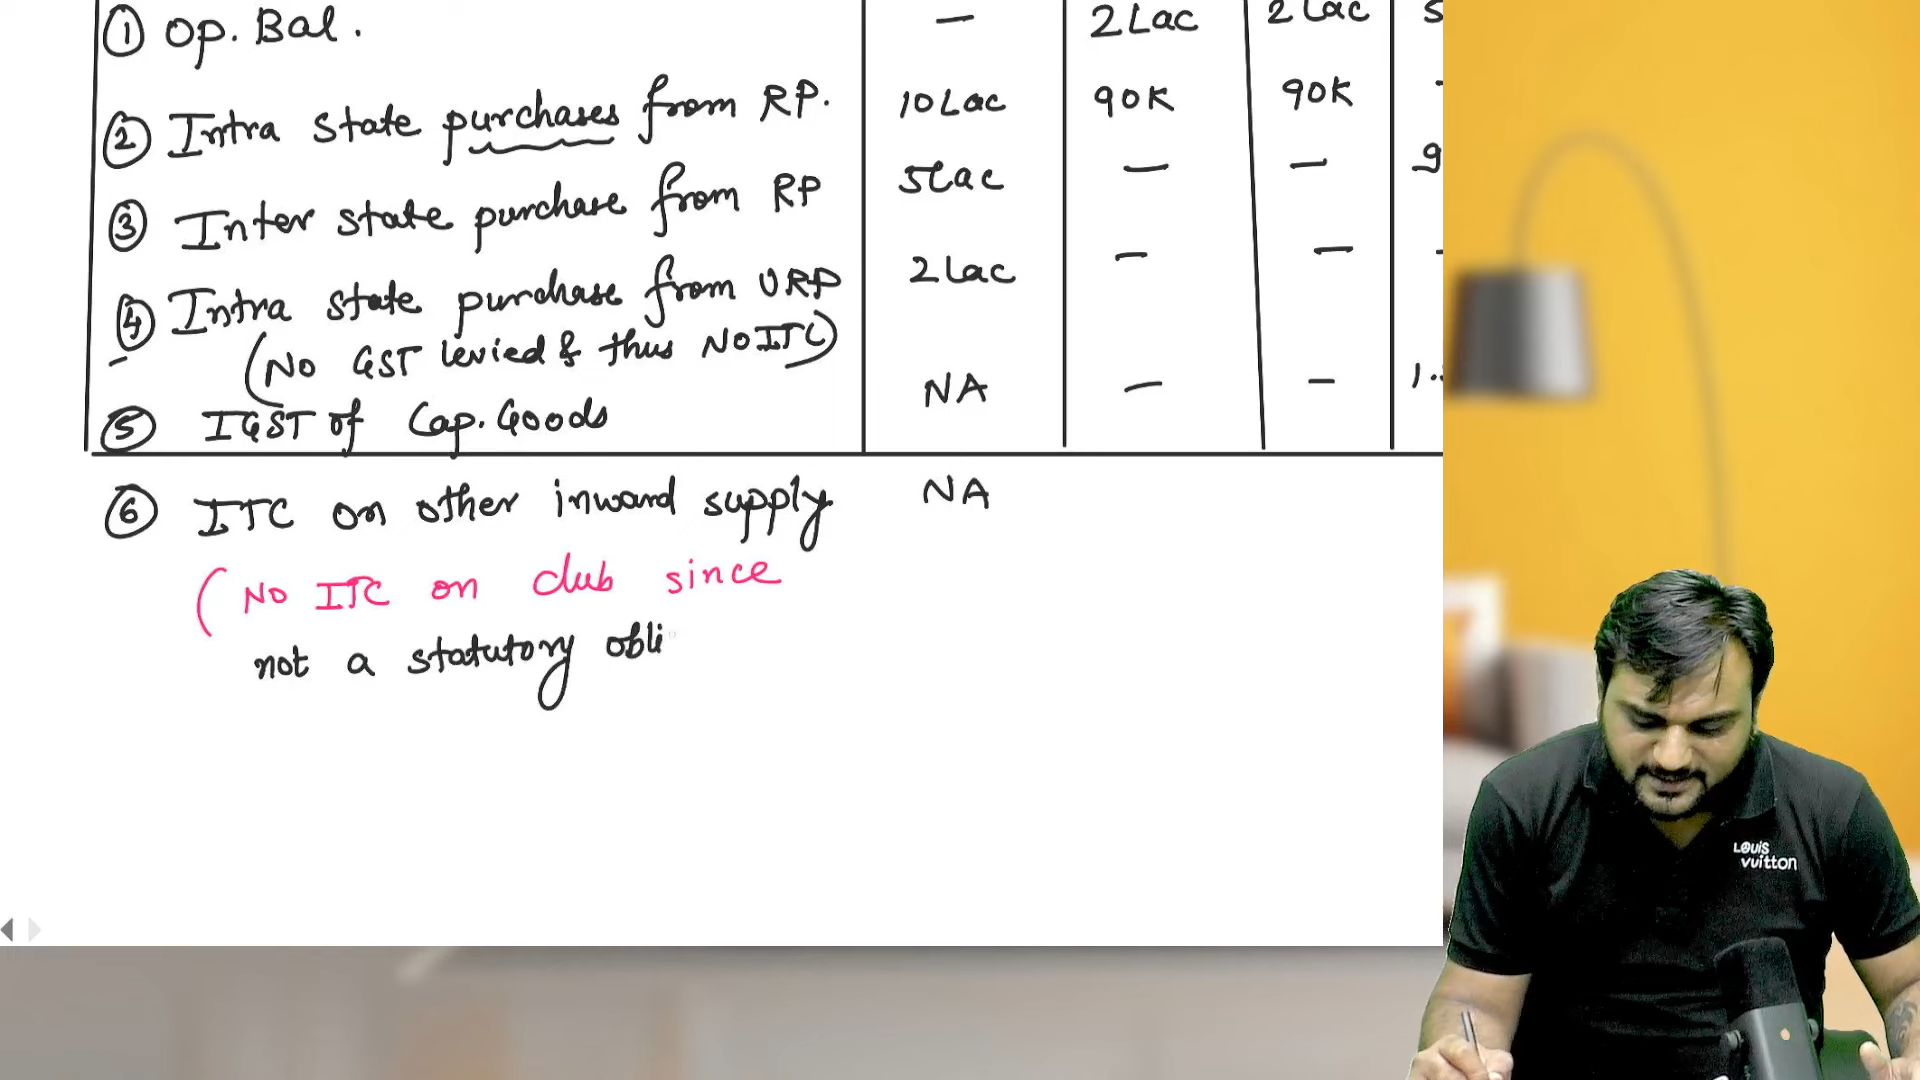 ① Op. Bal. — 2 Lac 2 Lac 5
② Intra state purchases from RP. 10 Lac 90K 90K
③ Inter state purchase from RP 5 Lac — — 9
④ Intra state purchase from URP 2 Lac — —
(No GST levied & thus NO ITC)
⑤ IGST of Cap. Goods NA — — 1.
⑥ ITC on other inward supply NA
(NO ITC on club since
not a statutory obli
Louis
vuitton